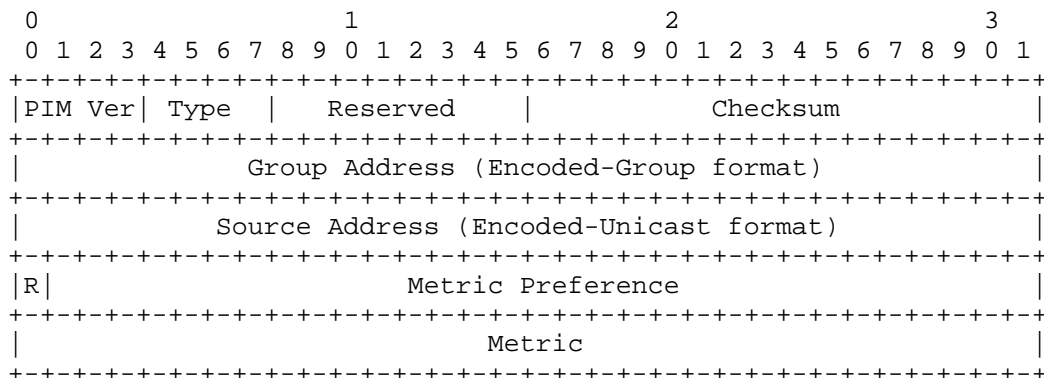 0                   1                   2                   3
 0 1 2 3 4 5 6 7 8 9 0 1 2 3 4 5 6 7 8 9 0 1 2 3 4 5 6 7 8 9 0 1
+-+-+-+-+-+-+-+-+-+-+-+-+-+-+-+-+-+-+-+-+-+-+-+-+-+-+-+-+-+-+-+-+
|PIM Ver| Type  |   Reserved    |           Checksum            |
+-+-+-+-+-+-+-+-+-+-+-+-+-+-+-+-+-+-+-+-+-+-+-+-+-+-+-+-+-+-+-+-+
|              Group Address (Encoded-Group format)             |
+-+-+-+-+-+-+-+-+-+-+-+-+-+-+-+-+-+-+-+-+-+-+-+-+-+-+-+-+-+-+-+-+
|            Source Address (Encoded-Unicast format)            |
+-+-+-+-+-+-+-+-+-+-+-+-+-+-+-+-+-+-+-+-+-+-+-+-+-+-+-+-+-+-+-+-+
|R|                      Metric Preference                      |
+-+-+-+-+-+-+-+-+-+-+-+-+-+-+-+-+-+-+-+-+-+-+-+-+-+-+-+-+-+-+-+-+
|                             Metric                            |
+-+-+-+-+-+-+-+-+-+-+-+-+-+-+-+-+-+-+-+-+-+-+-+-+-+-+-+-+-+-+-+-+